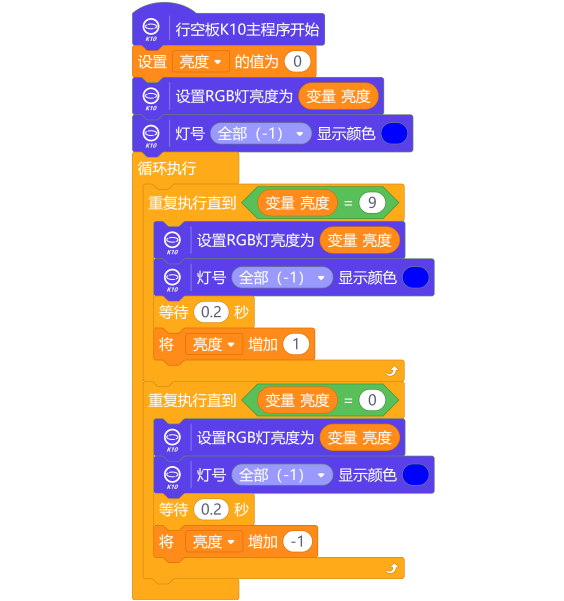 K10 行空板K10主程序开始
设置 亮度 的值为 0
K10 设置RGB灯亮度为 变量 亮度
K10 灯号 全部（-1） 显示颜色
循环执行
重复执行直到 变量 亮度 = 9
K10 设置RGB灯亮度为 变量 亮度
K10 灯号 全部（-1） 显示颜色
等待 0.2 秒
将 亮度 增加 1
重复执行直到 变量 亮度 = 0
K10 设置RGB灯亮度为 变量 亮度
K10 灯号 全部（-1） 显示颜色
等待 0.2 秒
将 亮度 增加 -1